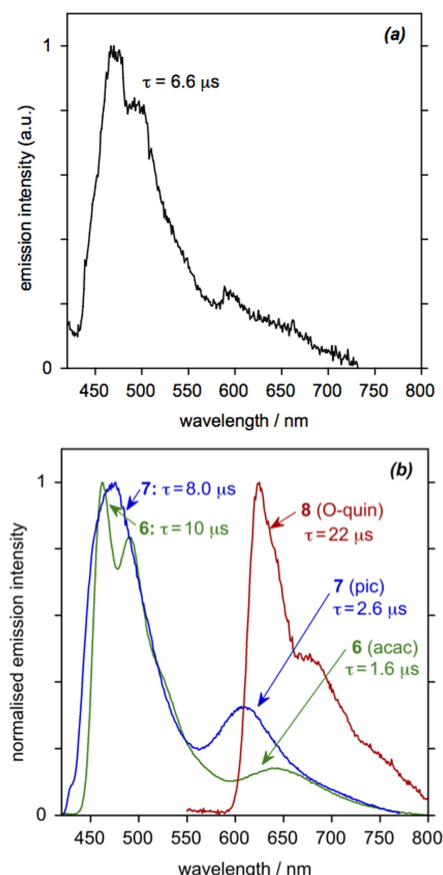 (a)
1
τ = 6.6 μs
emission intensity (a.u.)
0
450 500 550 600 650 700 750 800
wavelength / nm
(b)
1
7: τ = 8.0 μs
6: τ = 10 μs
8 (O-quin)
τ = 22 μs
7 (pic)
τ = 2.6 μs
6 (acac)
τ = 1.6 μs
normalised emission intensity
0
450 500 550 600 650 700 750 800
wavelength / nm